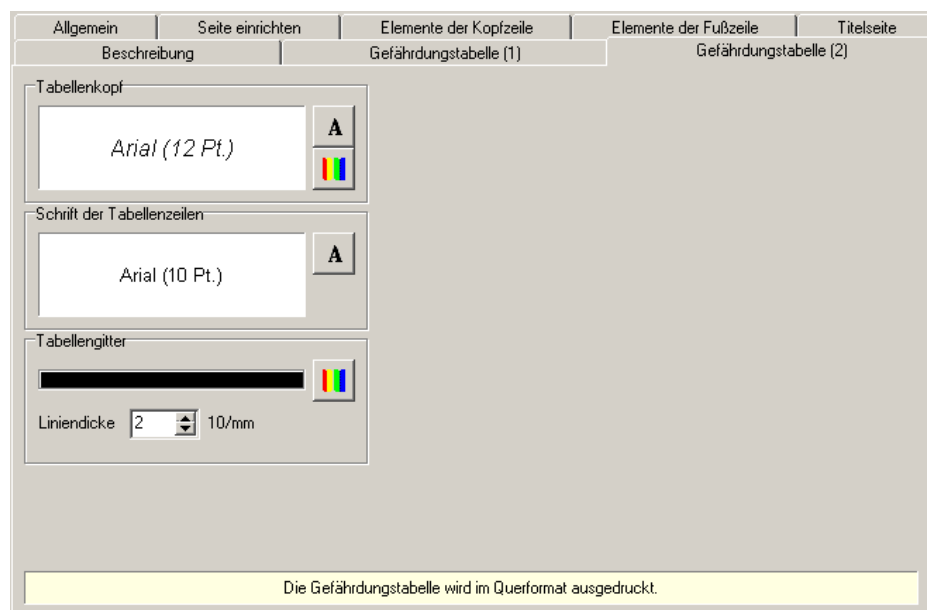 Allgemein Seite einrichten Elemente der Kopfzeile Elemente der Fußzeile Titelseite
Beschreibung Gefährdungstabelle (1) Gefährdungstabelle (2)
Tabellenkopf
Arial (12 Pt.)
A
Schrift der Tabellenzeilen
Arial (10 Pt.)
A
Tabellengitter
Liniendicke 2 10/mm
Die Gefährdungstabelle wird im Querformat ausgedruckt.